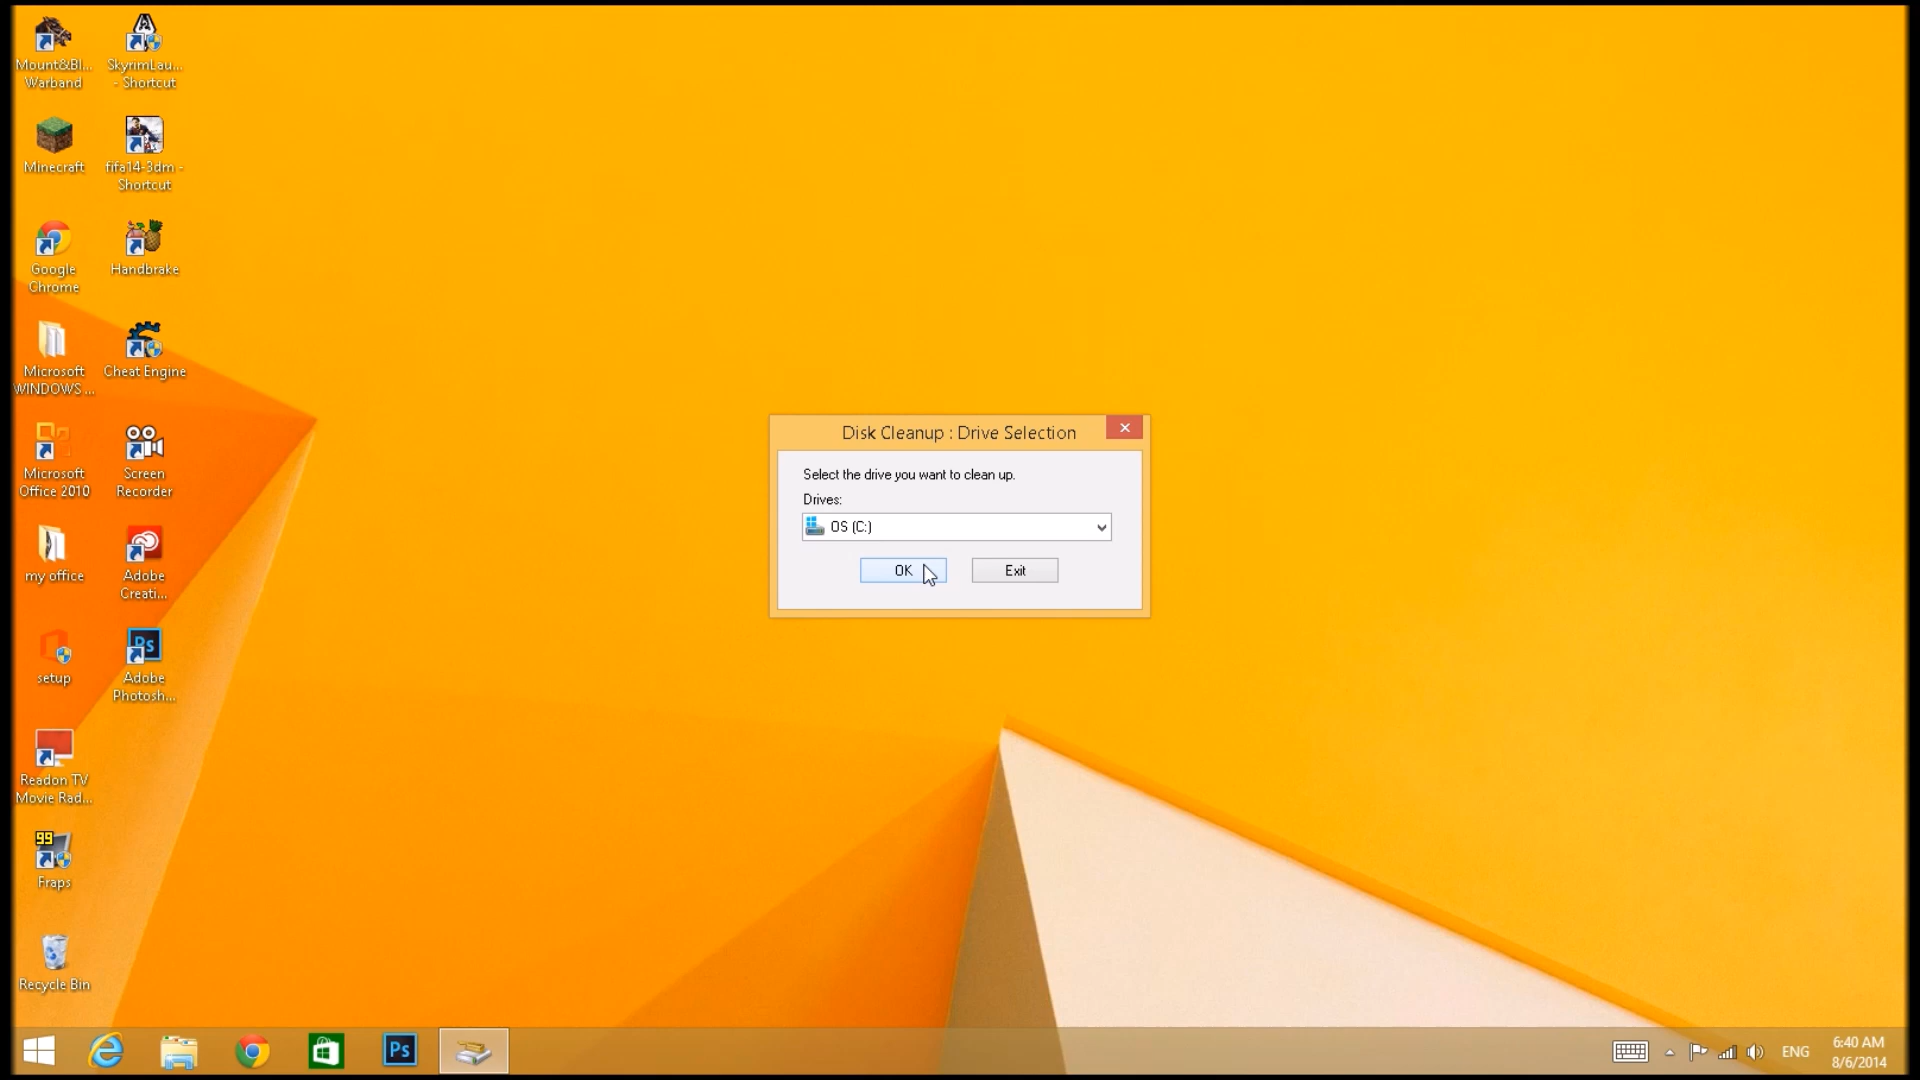 Mount&Bl...
Warband
SkyrimLau...
- Shortcut
Minecraft
fifa14-3dm -
Shortcut
Google
Chrome
Handbrake
Microsoft
WINDOWS ...
Cheat Engine
Microsoft
Office 2010
Screen
Recorder
my office
Adobe
Creati...
setup
Ps
Adobe
Photosh...
Readon TV
Movie Rad...
99
Fraps
Recycle Bin
Disk Cleanup : Drive Selection
Select the drive you want to clean up.
Drives:
OS (C:)
OK
Exit
Ps
ENG
6:40 AM
8/6/2014